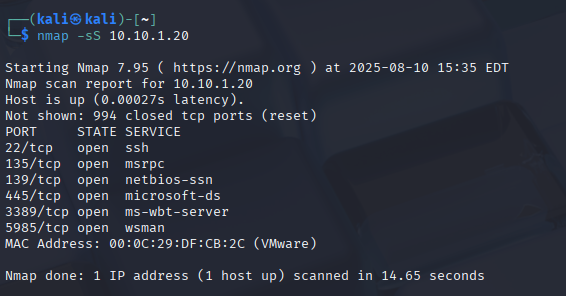 ┌──(kali㉿kali)-[~]
└─$ nmap -sS 10.10.1.20
Starting Nmap 7.95 ( https://nmap.org ) at 2025-08-10 15:35 EDT
Nmap scan report for 10.10.1.20
Host is up (0.00027s latency).
Not shown: 994 closed tcp ports (reset)
PORT     STATE SERVICE
22/tcp   open  ssh
135/tcp  open  msrpc
139/tcp  open  netbios-ssn
445/tcp  open  microsoft-ds
3389/tcp open  ms-wbt-server
5985/tcp open  wsman
MAC Address: 00:0C:29:DF:CB:2C (VMware)
Nmap done: 1 IP address (1 host up) scanned in 14.65 seconds